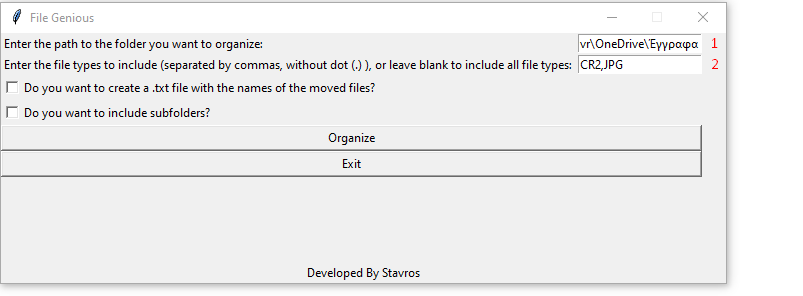 File Genious
Enter the path to the folder you want to organize: vr\OneDrive\Έγγραφα 1
Enter the file types to include (separated by commas, without dot (.) ), or leave blank to include all file types: CR2,JPG 2
Do you want to create a .txt file with the names of the moved files?
Do you want to include subfolders?
Organize
Exit
Developed By Stavros